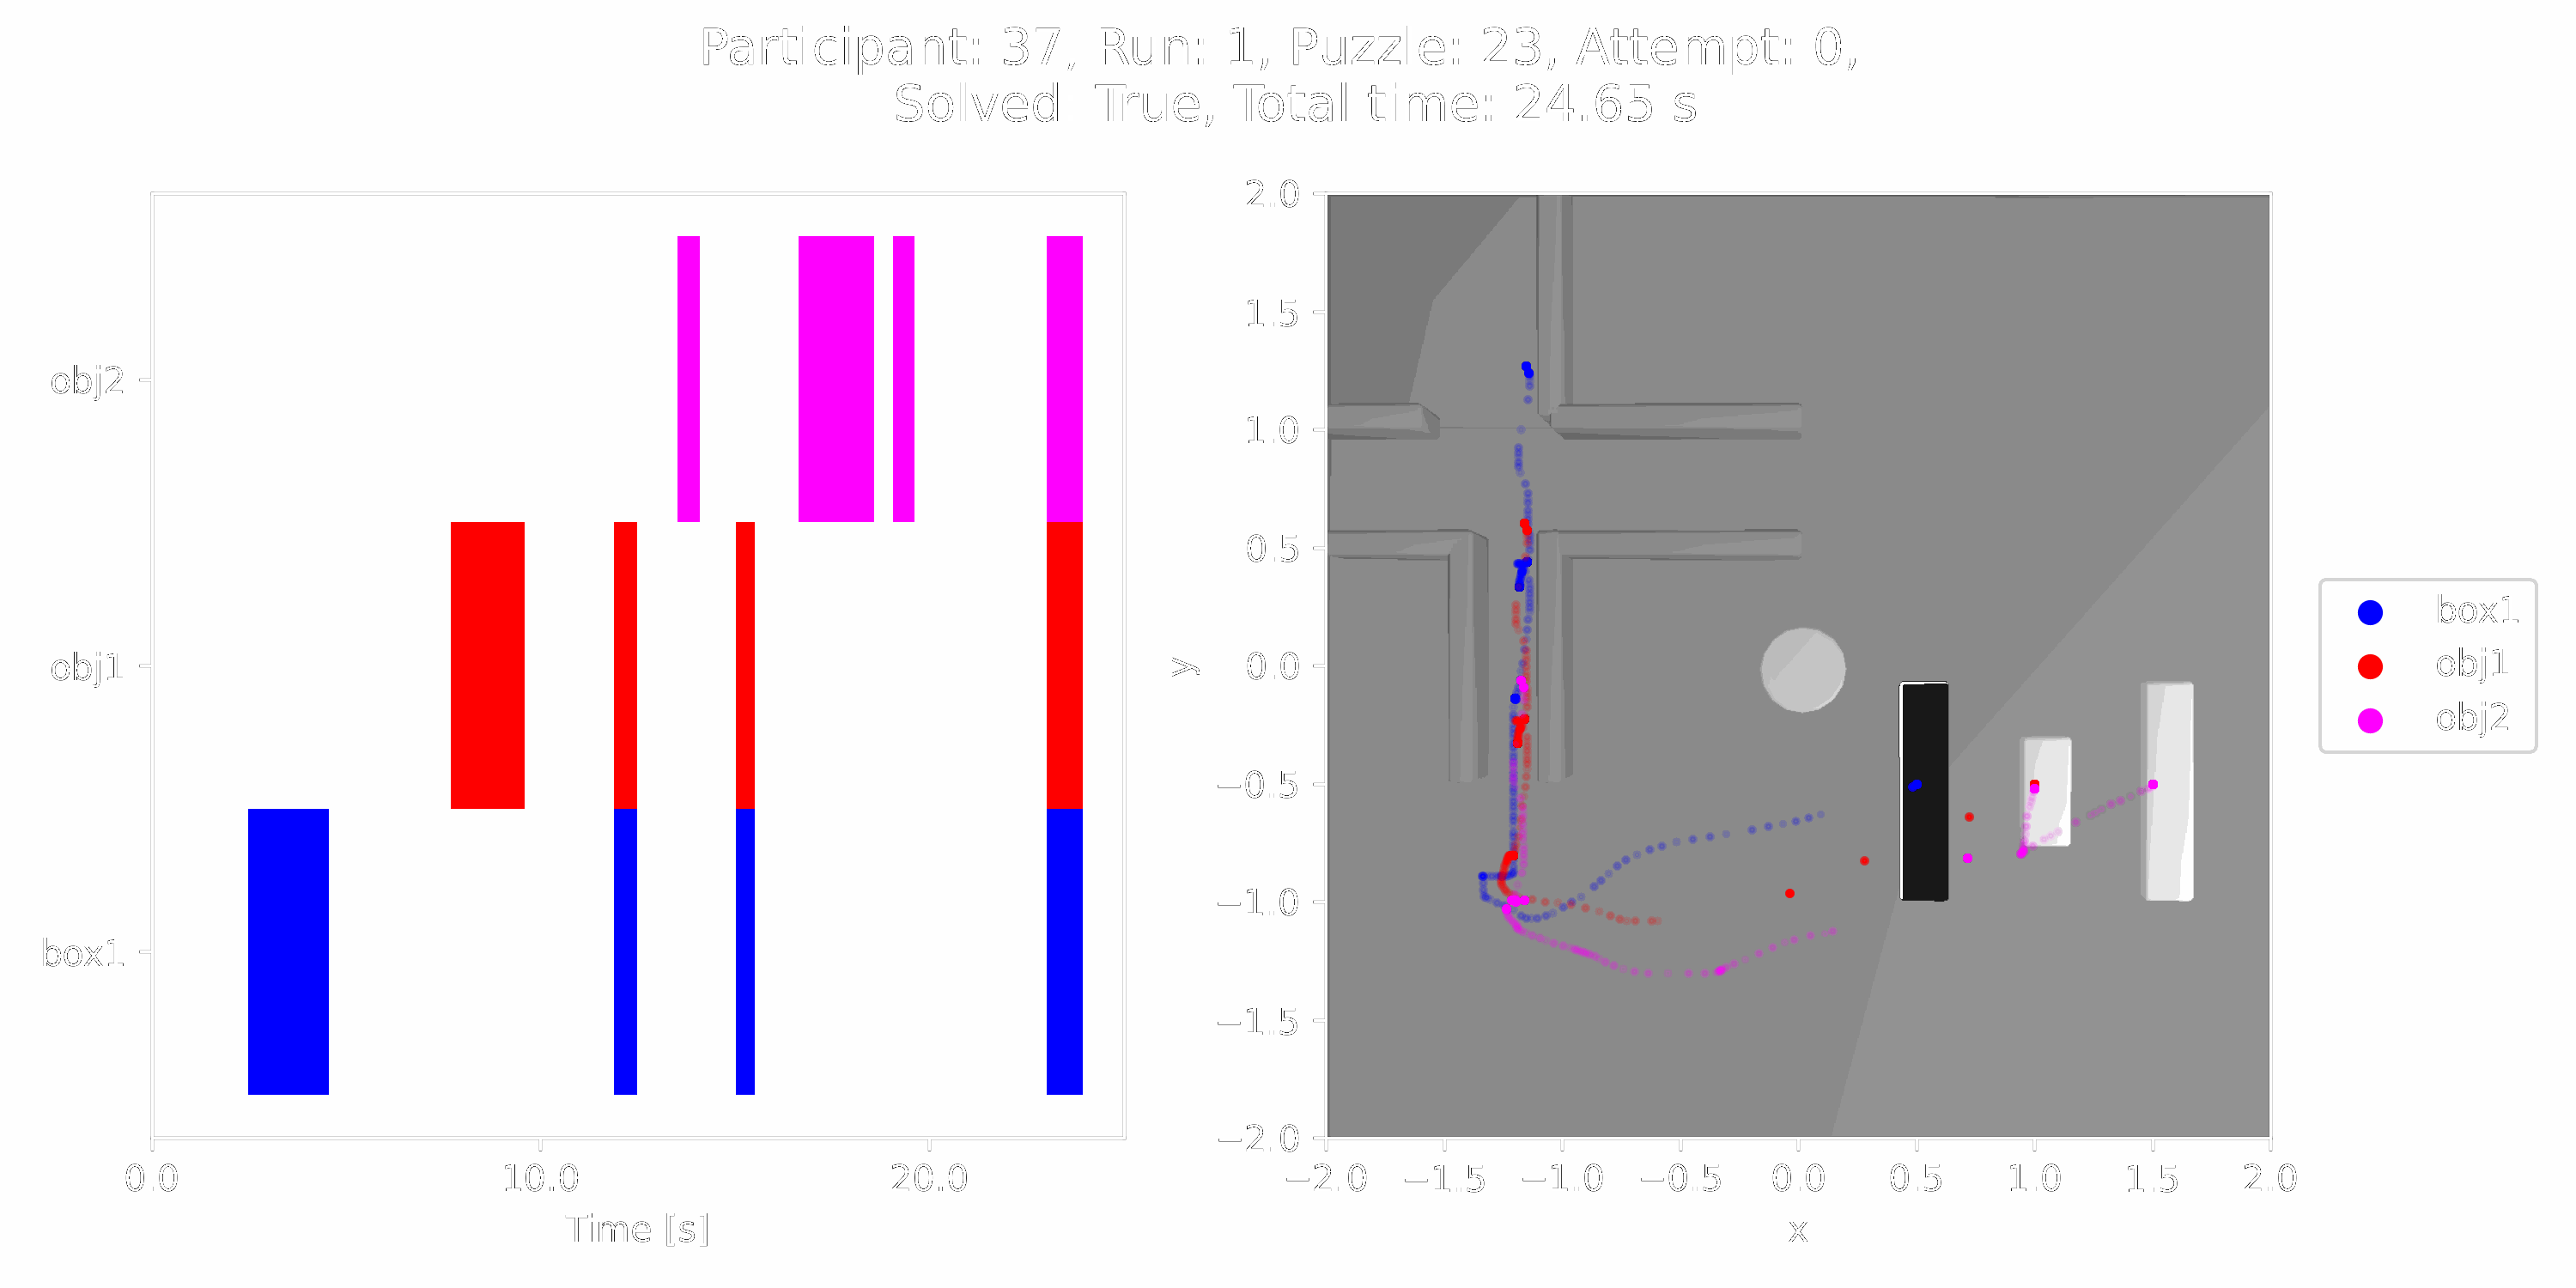 Participant: 37, Run: 1, Puzzle: 23, Attempt: 0,
Solved True, Total time: 24.65 s
obj2
obj1
box1
0.0 10.0 20.0
Time [s]
2.0
1.5
1.0
0.5
0.0
−0.5
−1.0
−1.5
−2.0
y
−2.0 −1.5 −1.0 −0.5 0.0 0.5 1.0 1.5 2.0
x
box1
obj1
obj2